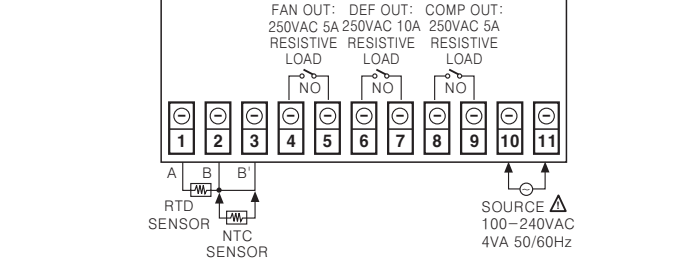 FAN OUT: DEF OUT: COMP OUT:
250VAC 5A 250VAC 10A 250VAC 5A
RESISTIVE RESISTIVE RESISTIVE
LOAD LOAD LOAD
NO NO NO
1 2 3 4 5 6 7 8 9 10 11
A B B'
RTD
SENSOR
NTC
SENSOR
SOURCE
100-240VAC
4VA 50/60Hz